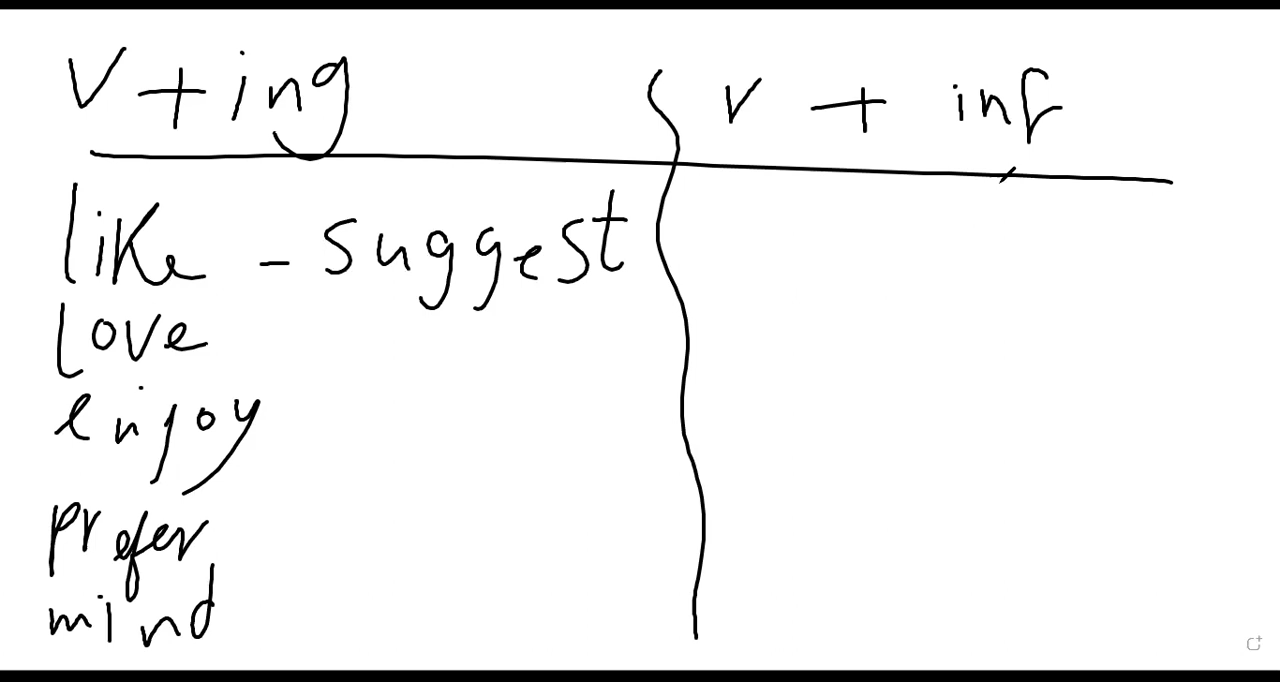 V + ing V + inf
like - suggest
Love
enjoy
prefer
mind